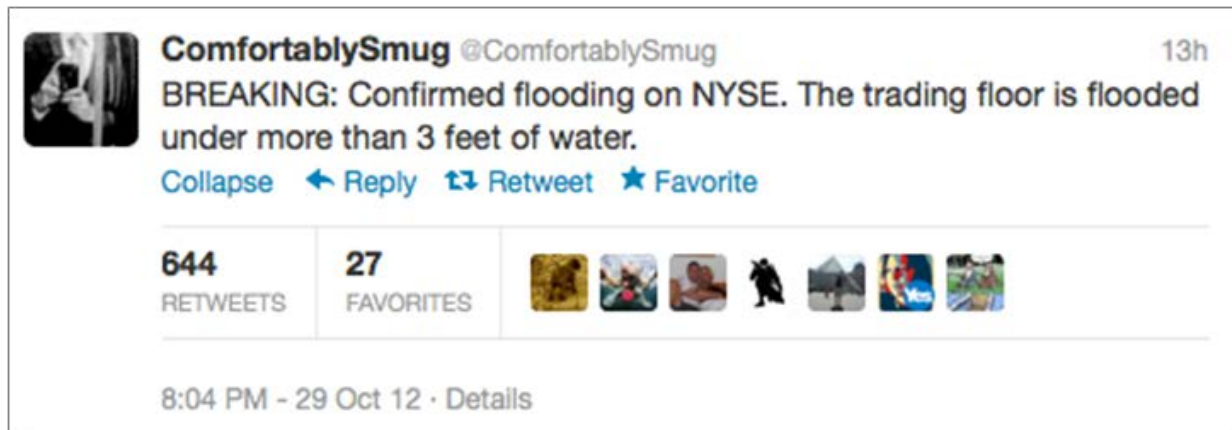 ComfortablySmug @ComfortablySmug 13h
BREAKING: Confirmed flooding on NYSE. The trading floor is flooded
under more than 3 feet of water.
Collapse Reply Retweet Favorite
644 27
RETWEETS FAVORITES
Yes
8:04 PM - 29 Oct 12 · Details